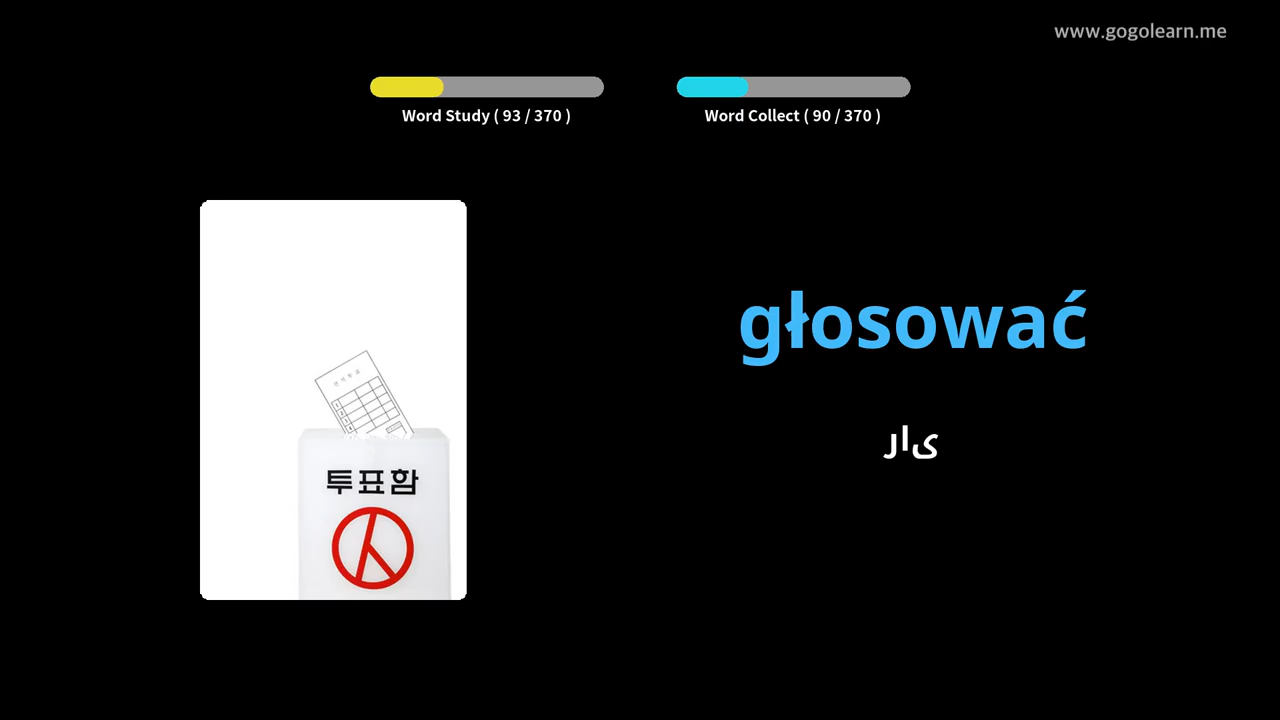 www.gogolearn.me
Word Study ( 93 / 370 )
Word Collect ( 90 / 370 )
głosować
رای
투표함